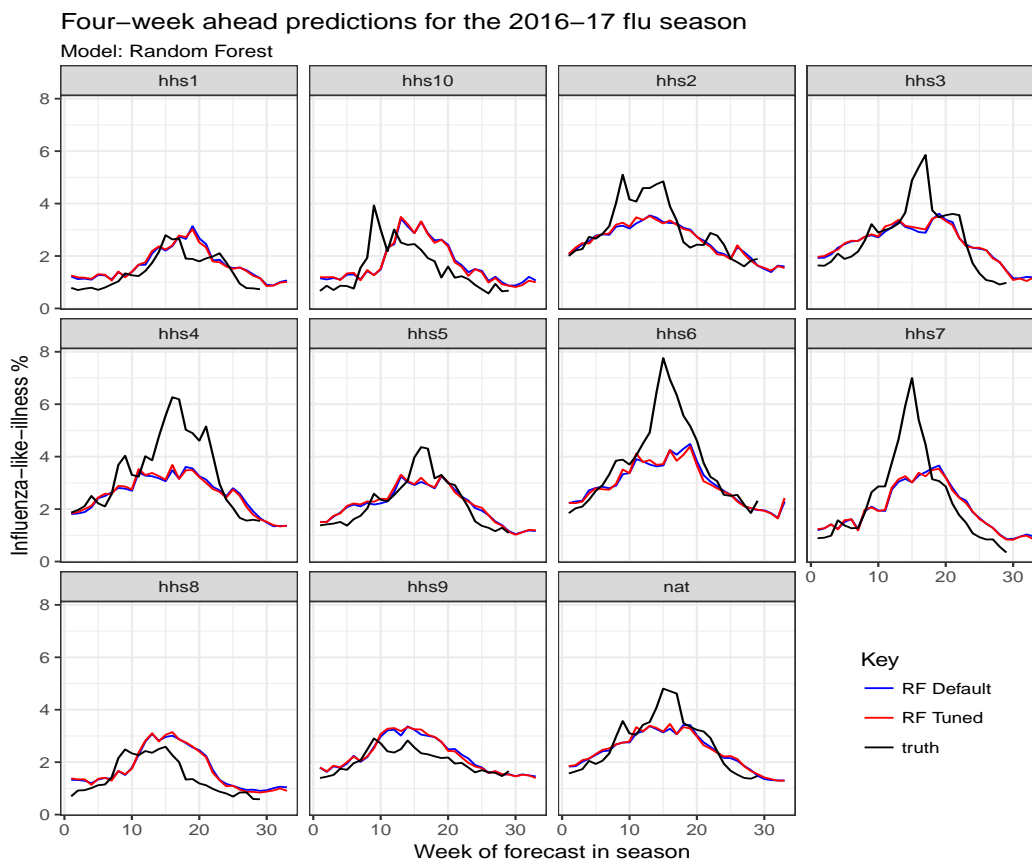 Four−week ahead predictions for the 2016−17 flu season
Model: Random Forest
hhs1 hhs10 hhs2 hhs3
8
6
4
2
0
hhs4 hhs5 hhs6 hhs7
8
6
4
2
0
0 10 20 30
hhs8 hhs9 nat
8
6
4
2
0
0 10 20 30 0 10 20 30 0 10 20 30
Influenza−like−illness %
Week of forecast in season
Key
RF Default
RF Tuned
truth